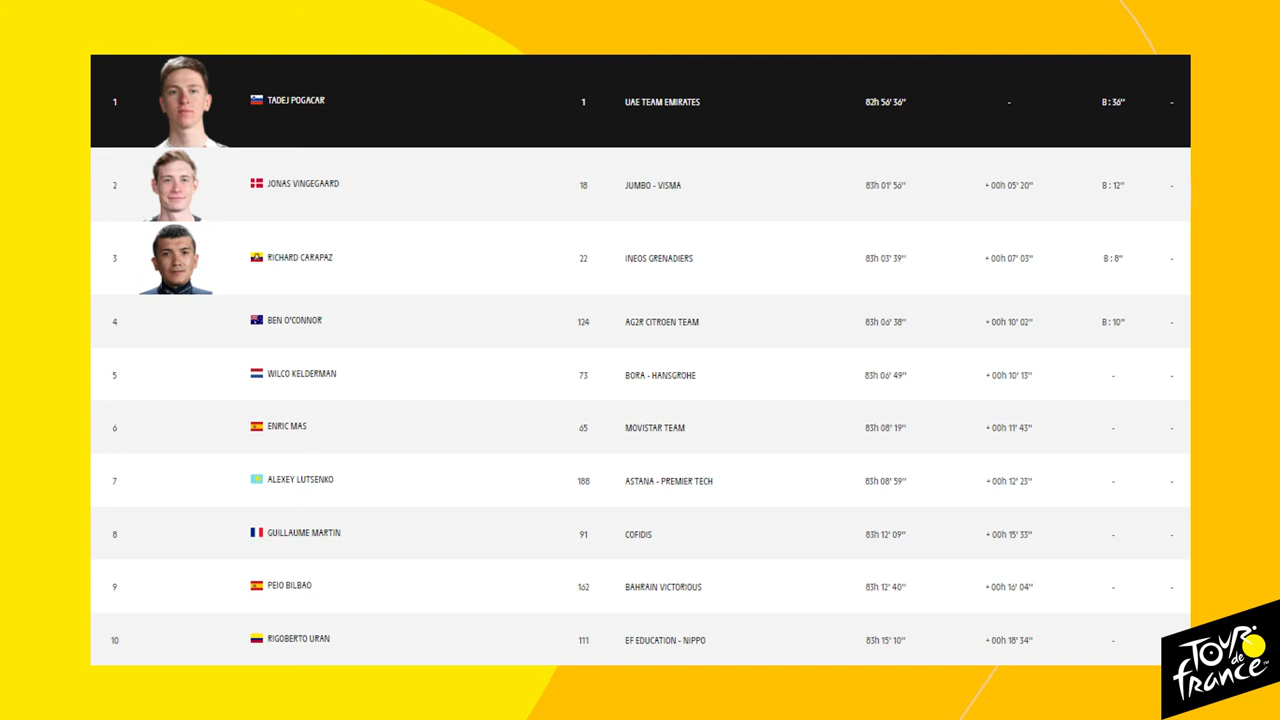 1 TADEJ POGACAR 1 UAE TEAM EMIRATES 82h 56' 36'' - B : 36'' -
2 JONAS VINGEGAARD 18 JUMBO - VISMA 83h 01' 56'' + 00h 05' 20'' B : 12'' -
3 RICHARD CARAPAZ 22 INEOS GRENADIERS 83h 03' 39'' + 00h 07' 03'' B : 8'' -
4 BEN O'CONNOR 124 AG2R CITROEN TEAM 83h 06' 38'' + 00h 10' 02'' B : 10'' -
5 WILCO KELDERMAN 73 BORA - HANSGROHE 83h 06' 49'' + 00h 10' 13'' - -
6 ENRIC MAS 65 MOVISTAR TEAM 83h 08' 19'' + 00h 11' 43'' - -
7 ALEXEY LUTSENKO 188 ASTANA - PREMIER TECH 83h 08' 59'' + 00h 12' 23'' - -
8 GUILLAUME MARTIN 91 COFIDIS 83h 12' 09'' + 00h 15' 33'' - -
9 PEIO BILBAO 162 BAHRAIN VICTORIOUS 83h 12' 40'' + 00h 16' 04'' - -
10 RIGOBERTO URAN 111 EF EDUCATION - NIPPO 83h 15' 10'' + 00h 18' 34'' -
TOUR
de
france